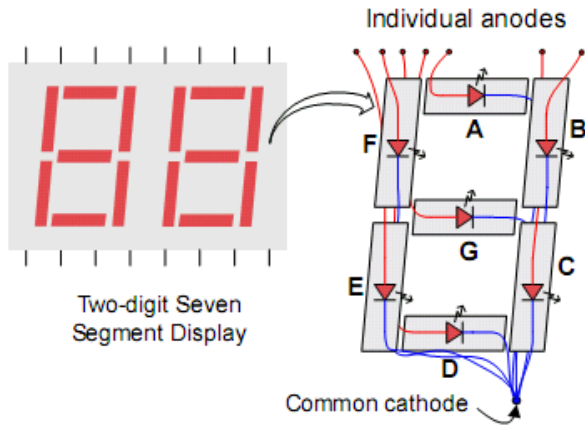 Individual anodes
A
B
F
G
C
E
D
Two-digit Seven
Segment Display
Common cathode